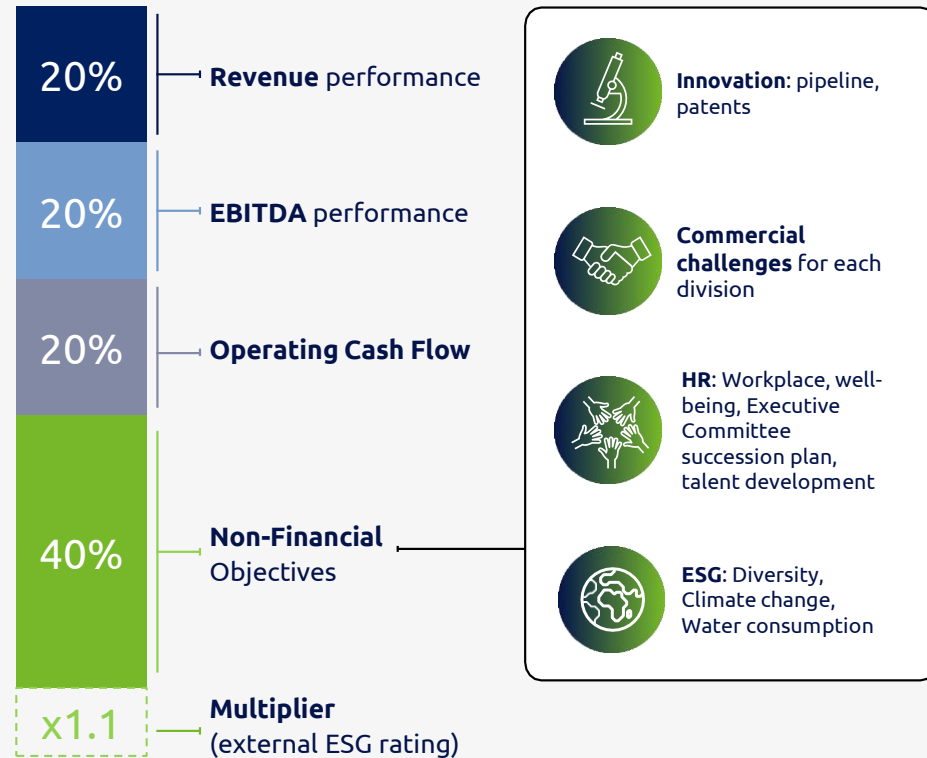 20%
Revenue performance
20%
EBITDA performance
20%
Operating Cash Flow
40%
Non-Financial
Objectives
x1.1
Multiplier
(external ESG rating)
Innovation: pipeline,
patents
Commercial
challenges for each
division
HR: Workplace, well-
being, Executive
Committee
succession plan,
talent development
ESG: Diversity,
Climate change,
Water consumption